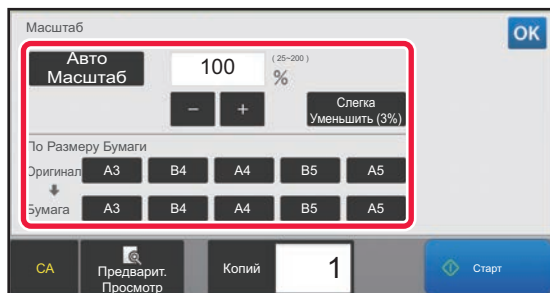 Масштаб
OK
Авто
Масштаб
100
(25~200)
%
−
+
Слегка
Уменьшить (3%)
По Размеру Бумаги
Оригинал
A3 B4 A4 B5 A5
Бумага
A3 B4 A4 B5 A5
CA
Предварит.
Просмотр
Копий
1
Старт